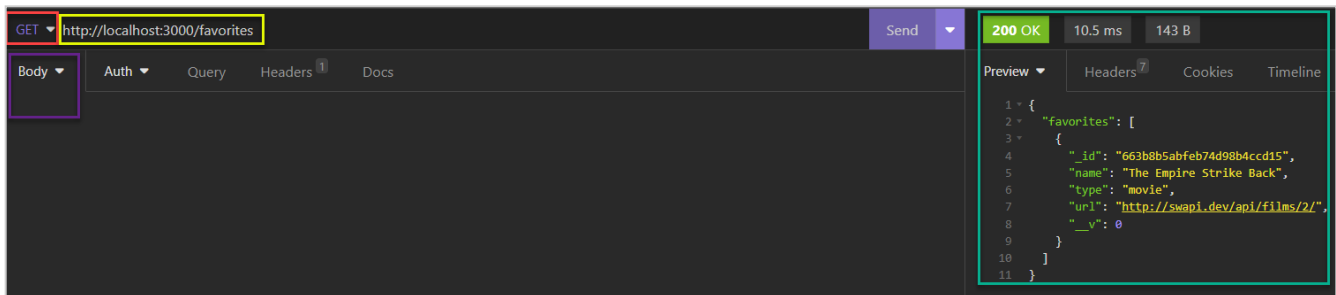 GET http://localhost:3000/favorites Send 200 OK 10.5 ms 143 B
Body Auth Query Headers 1 Docs Preview Headers 7 Cookies Timeline
1 {
2 "favorites": [
3 {
4 "_id": "663b8b5abfeb74d98b4ccd15",
5 "name": "The Empire Strike Back",
6 "type": "movie",
7 "url": "http://swapi.dev/api/films/2/",
8 "__v": 0
9 }
10 ]
11 }